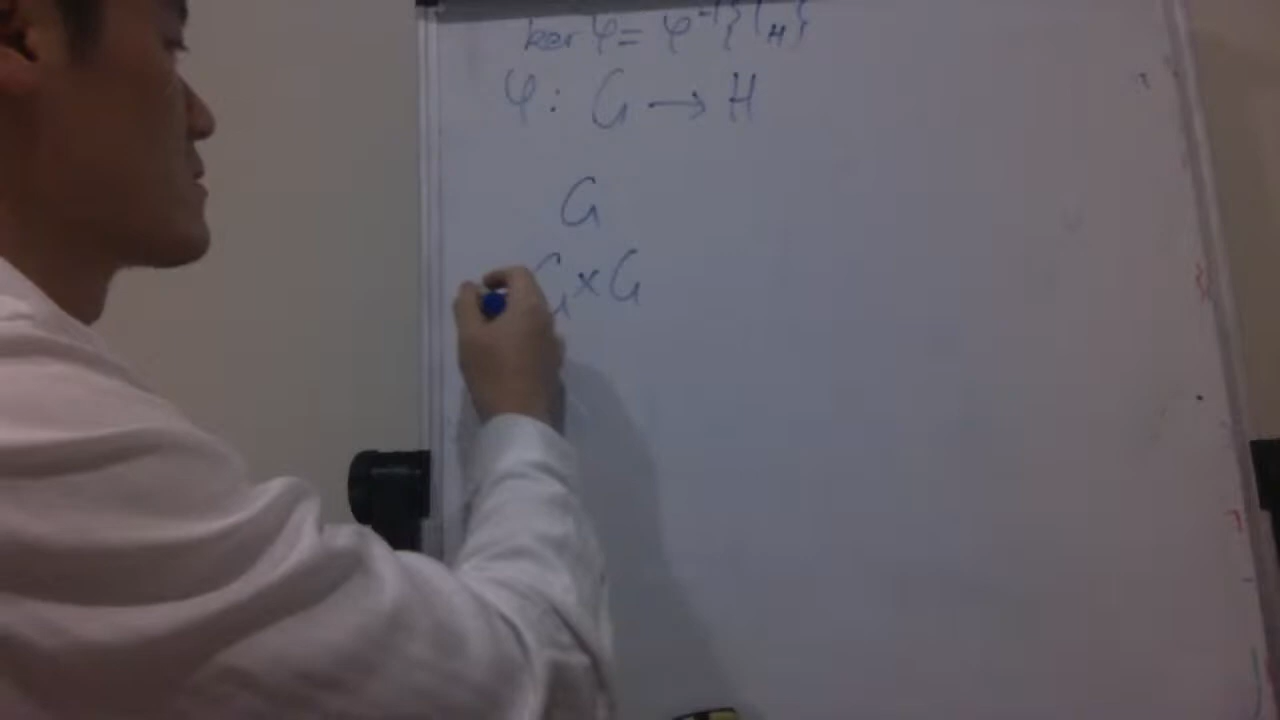 ker φ = φ⁻¹{1_H}
φ : G → H
G
G × G